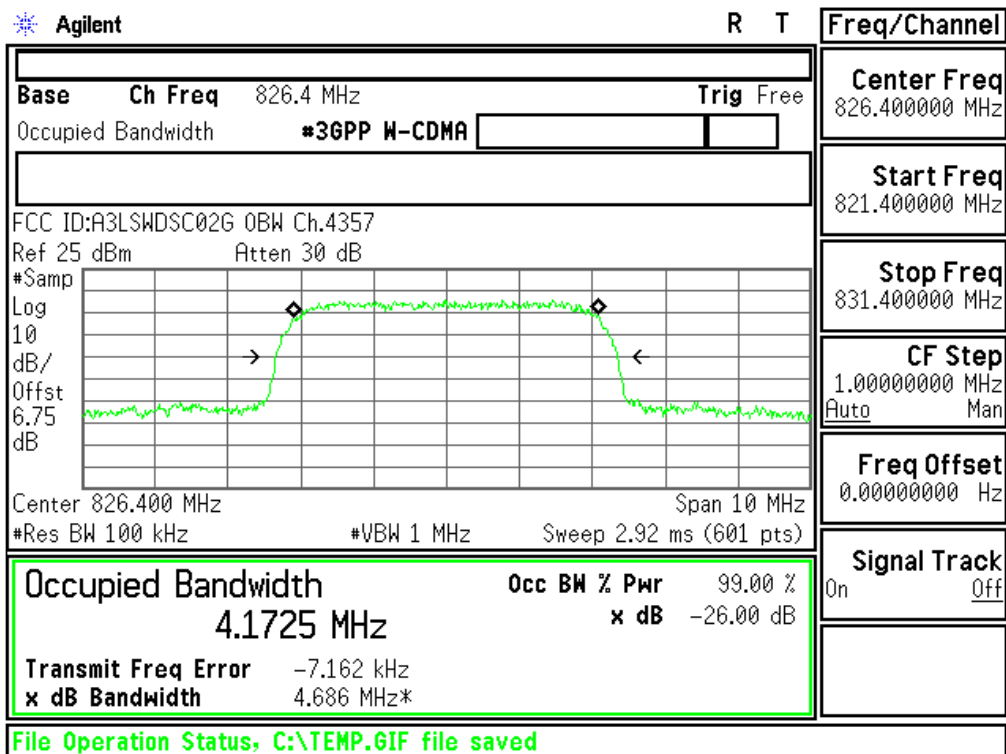 Agilent R T
Base Ch Freq 826.4 MHz Trig Free
Occupied Bandwidth #3GPP W-CDMA
FCC ID:A3LSWDSC02G OBW Ch.4357
Ref 25 dBm Atten 30 dB
#Samp
Log
10
dB/
Offst
6.75
dB
Center 826.400 MHz Span 10 MHz
#Res BW 100 kHz #VBW 1 MHz Sweep 2.92 ms (601 pts)
Occupied Bandwidth Occ BW % Pwr 99.00 %
4.1725 MHz x dB -26.00 dB
Transmit Freq Error -7.162 kHz
x dB Bandwidth 4.686 MHz*
File Operation Status, C:\TEMP.GIF file saved
Freq/Channel
Center Freq
826.400000 MHz
Start Freq
821.400000 MHz
Stop Freq
831.400000 MHz
CF Step
1.00000000 MHz
Auto Man
Freq Offset
0.00000000 Hz
Signal Track
On Off